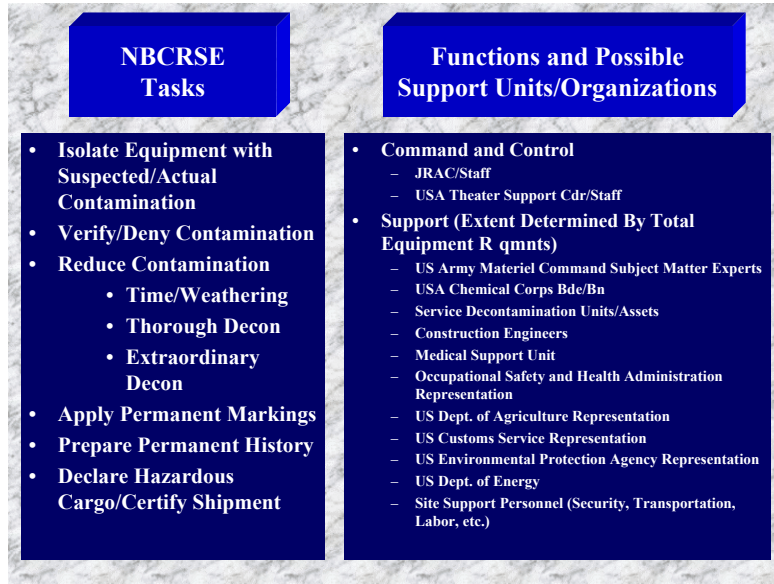 NBCRSE
Tasks
• Isolate Equipment with
Suspected/Actual
Contamination
• Verify/Deny Contamination
• Reduce Contamination
• Time/Weathering
• Thorough Decon
• Extraordinary
Decon
• Apply Permanent Markings
• Prepare Permanent History
• Declare Hazardous
Cargo/Certify Shipment
Functions and Possible
Support Units/Organizations
• Command and Control
– JRAC/Staff
– USA Theater Support Cdr/Staff
• Support (Extent Determined By Total
Equipment R qmnts)
– US Army Materiel Command Subject Matter Experts
– USA Chemical Corps Bde/Bn
– Service Decontamination Units/Assets
– Construction Engineers
– Medical Support Unit
– Occupational Safety and Health Administration
Representation
– US Dept. of Agriculture Representation
– US Customs Service Representation
– US Environmental Protection Agency Representation
– US Dept. of Energy
– Site Support Personnel (Security, Transportation,
Labor, etc.)